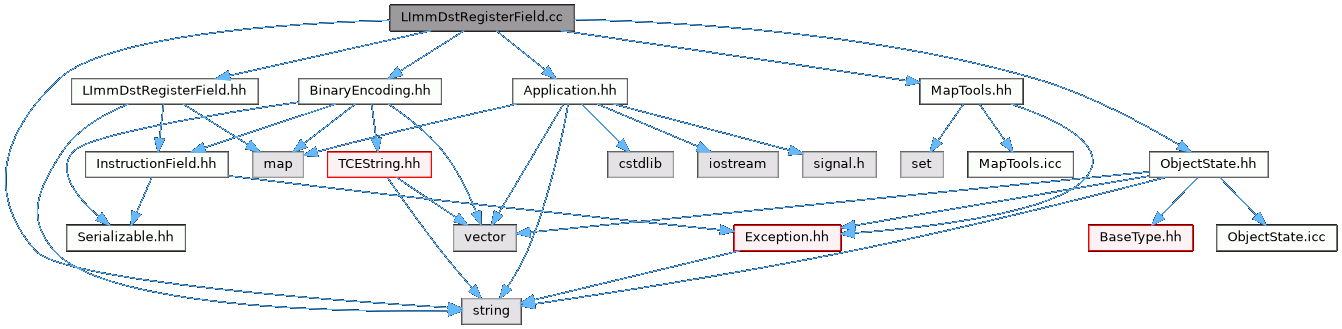 LImmDstRegisterField.cc
LImmDstRegisterField.hh
BinaryEncoding.hh
Application.hh
MapTools.hh
InstructionField.hh
map
TCEString.hh
cstdlib
iostream
signal.h
set
MapTools.icc
ObjectState.hh
Serializable.hh
vector
Exception.hh
BaseType.hh
ObjectState.icc
string